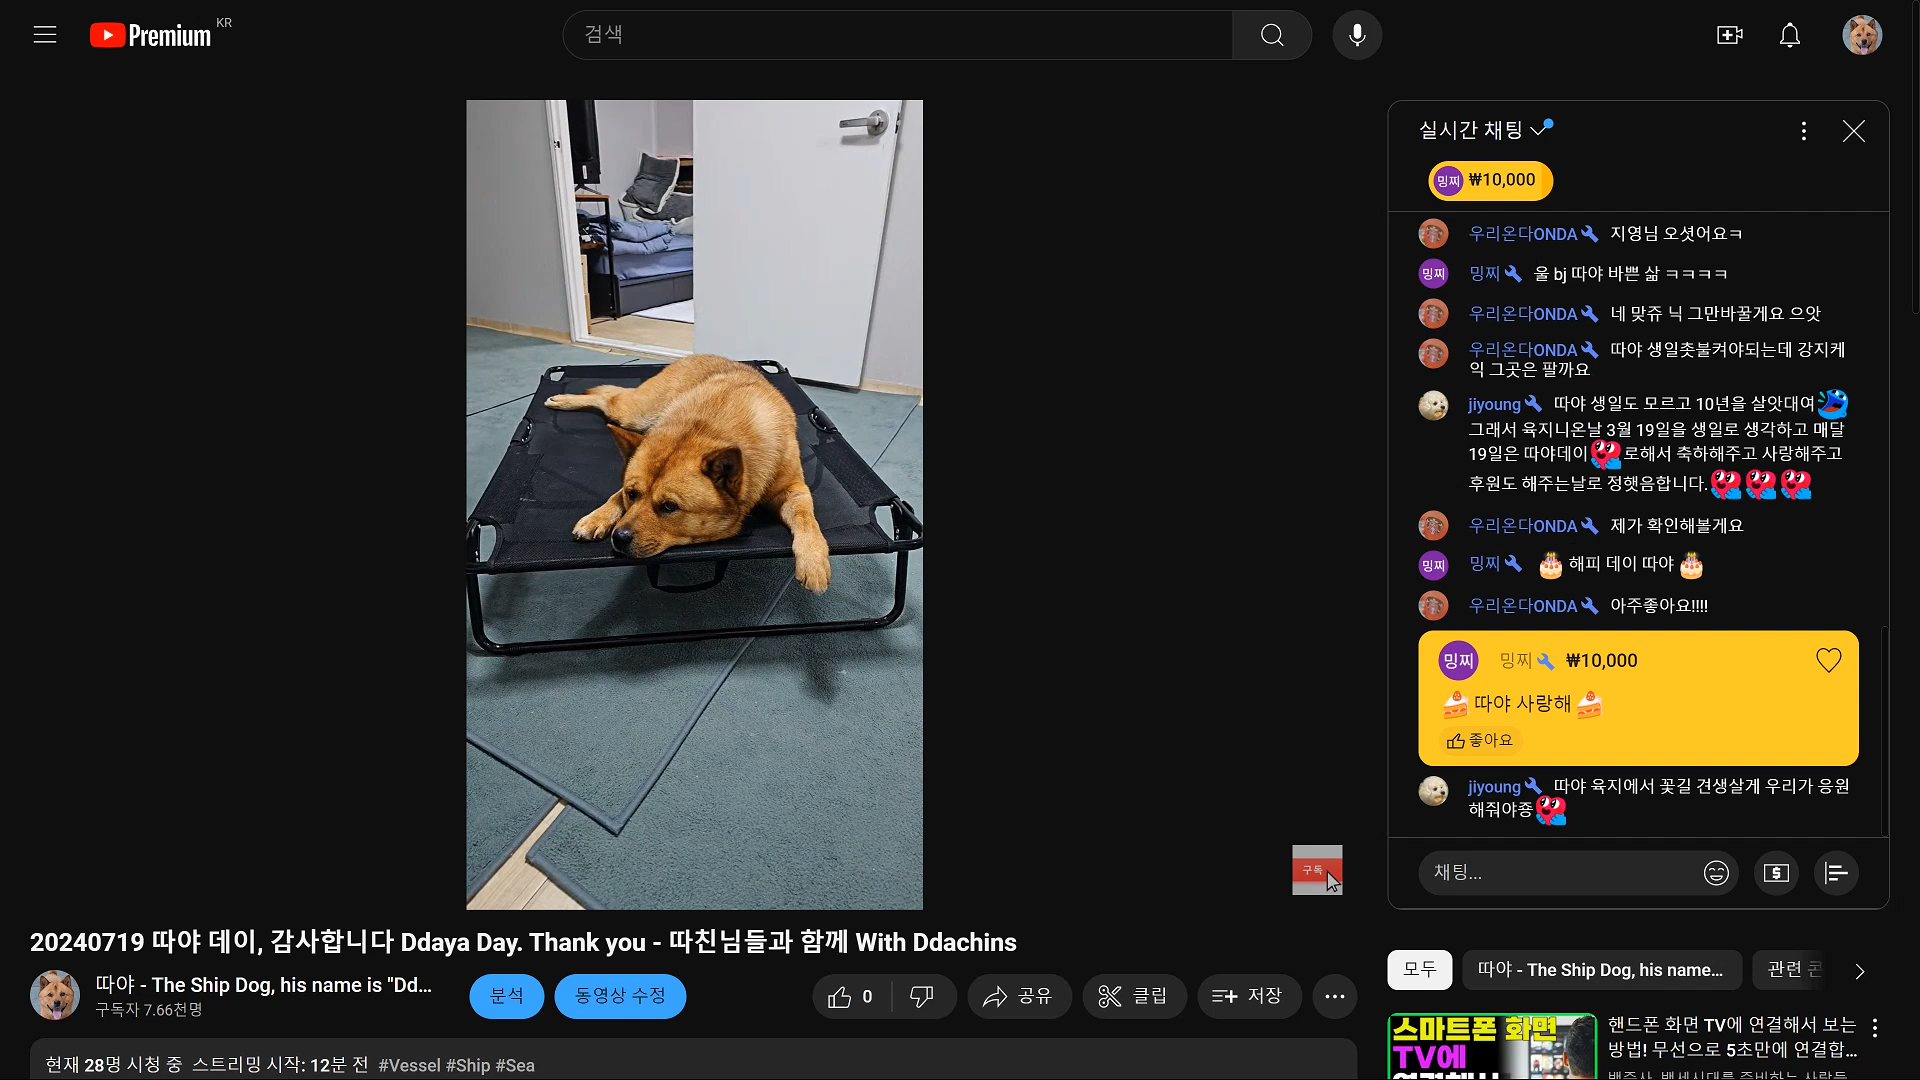 Premium KR
검색
실시간 채팅
밍찌 ₩10,000
우리온다ONDA 지영님 오셧어요ㅋ
밍찌 밍찌 울 bj 따야 바쁜 삶 ㅋㅋㅋㅋ
우리온다ONDA 네 맞쥬 닉 그만바꿀게요 으앗
우리온다ONDA 따야 생일촛불켜야되는데 강지케
익 그곳은 팔까요
jiyoung 따야 생일도 모르고 10년을 살앗대여
그래서 육지니온날 3월 19일을 생일로 생각하고 매달
19일은 따야데이 로해서 축하해주고 사랑해주고
후원도 해주는날로 정햇음합니다.
우리온다ONDA 제가 확인해볼게요
밍찌 밍찌 해피 데이 따야
우리온다ONDA 아주좋아요!!!!
밍찌 밍찌 ₩10,000
따야 사랑해
좋아요
jiyoung 따야 육지에서 꽃길 견생살게 우리가 응원
해줘야죵
채팅...
구독
20240719 따야 데이, 감사합니다 Ddaya Day. Thank you - 따친님들과 함께 With Ddachins
따야 - The Ship Dog, his name is "Dd...
구독자 7.66천명
분석
동영상 수정
0
공유
클립
저장
현재 28명 시청 중 스트리밍 시작: 12분 전 #Vessel #Ship #Sea
모두
따야 - The Ship Dog, his name...
관련 콘
스마트폰 화면
TV에
핸드폰 화면 TV에 연결해서 보는
방법! 무선으로 5초만에 연결합...